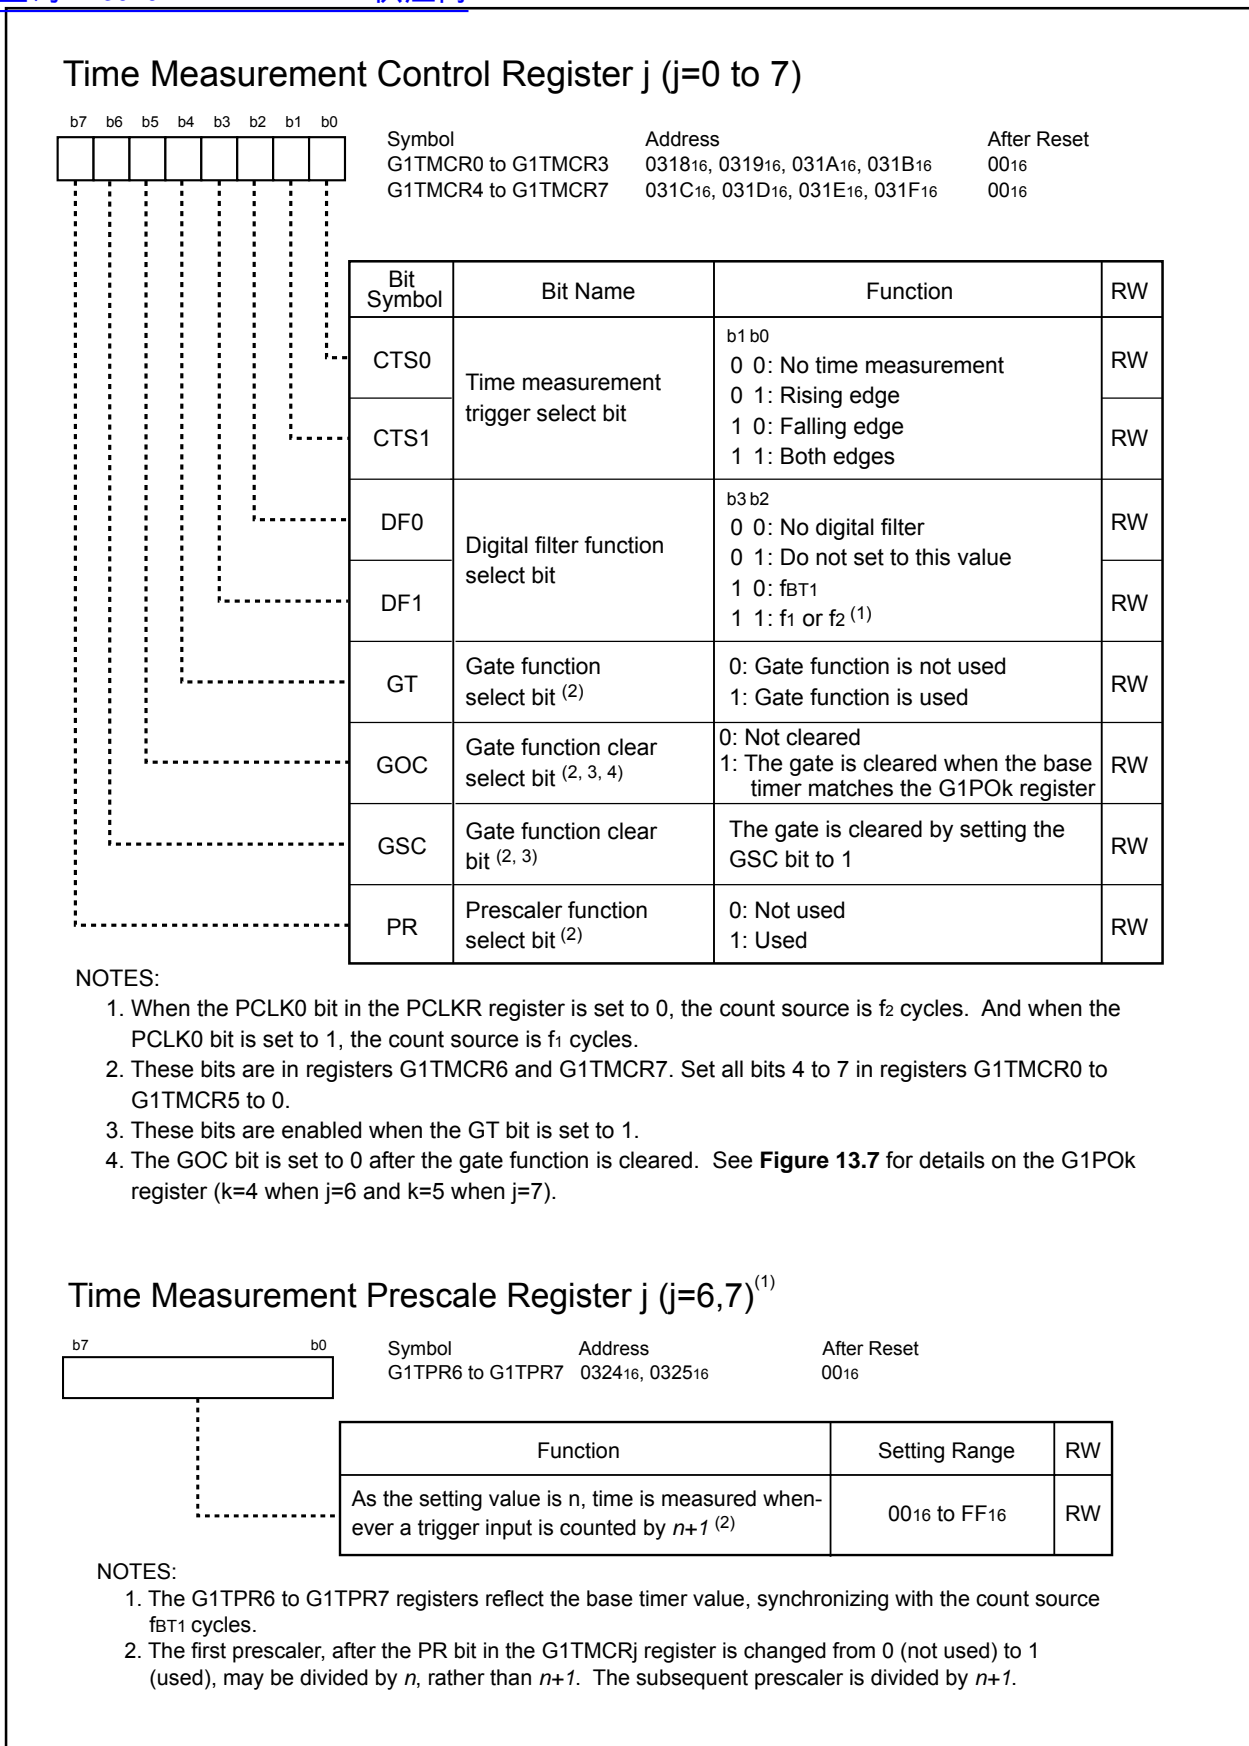 Time Measurement Control Register j (j=0 to 7)
b7 b6 b5 b4 b3 b2 b1 b0
Symbol Address After Reset
G1TMCR0 to G1TMCR3 031816, 031916, 031A16, 031B16 0016
G1TMCR4 to G1TMCR7 031C16, 031D16, 031E16, 031F16 0016
Bit Symbol Bit Name Function RW
CTS0 RW
CTS1 RW
Time measurement
trigger select bit
b1 b0
0 0: No time measurement
0 1: Rising edge
1 0: Falling edge
1 1: Both edges
DF0 RW
DF1 RW
Digital filter function
select bit
b3 b2
0 0: No digital filter
0 1: Do not set to this value
1 0: fBT1
1 1: f1 or f2 (1)
GT
Gate function
select bit (2)
0: Gate function is not used
1: Gate function is used
RW
GOC
Gate function clear
select bit (2, 3, 4)
0: Not cleared
1: The gate is cleared when the base
timer matches the G1POk register
RW
GSC
Gate function clear
bit (2, 3)
The gate is cleared by setting the
GSC bit to 1
RW
PR
Prescaler function
select bit (2)
0: Not used
1: Used
RW
NOTES:
1. When the PCLK0 bit in the PCLKR register is set to 0, the count source is f2 cycles. And when the
PCLK0 bit is set to 1, the count source is f1 cycles.
2. These bits are in registers G1TMCR6 and G1TMCR7. Set all bits 4 to 7 in registers G1TMCR0 to
G1TMCR5 to 0.
3. These bits are enabled when the GT bit is set to 1.
4. The GOC bit is set to 0 after the gate function is cleared. See Figure 13.7 for details on the G1POk
register (k=4 when j=6 and k=5 when j=7).
Time Measurement Prescale Register j (j=6,7)(1)
b7 b0
Symbol Address After Reset
G1TPR6 to G1TPR7 032416, 032516 0016
Function Setting Range RW
As the setting value is n, time is measured when-
ever a trigger input is counted by n+1 (2)
0016 to FF16 RW
NOTES:
1. The G1TPR6 to G1TPR7 registers reflect the base timer value, synchronizing with the count source
fBT1 cycles.
2. The first prescaler, after the PR bit in the G1TMCRj register is changed from 0 (not used) to 1
(used), may be divided by n, rather than n+1. The subsequent prescaler is divided by n+1.